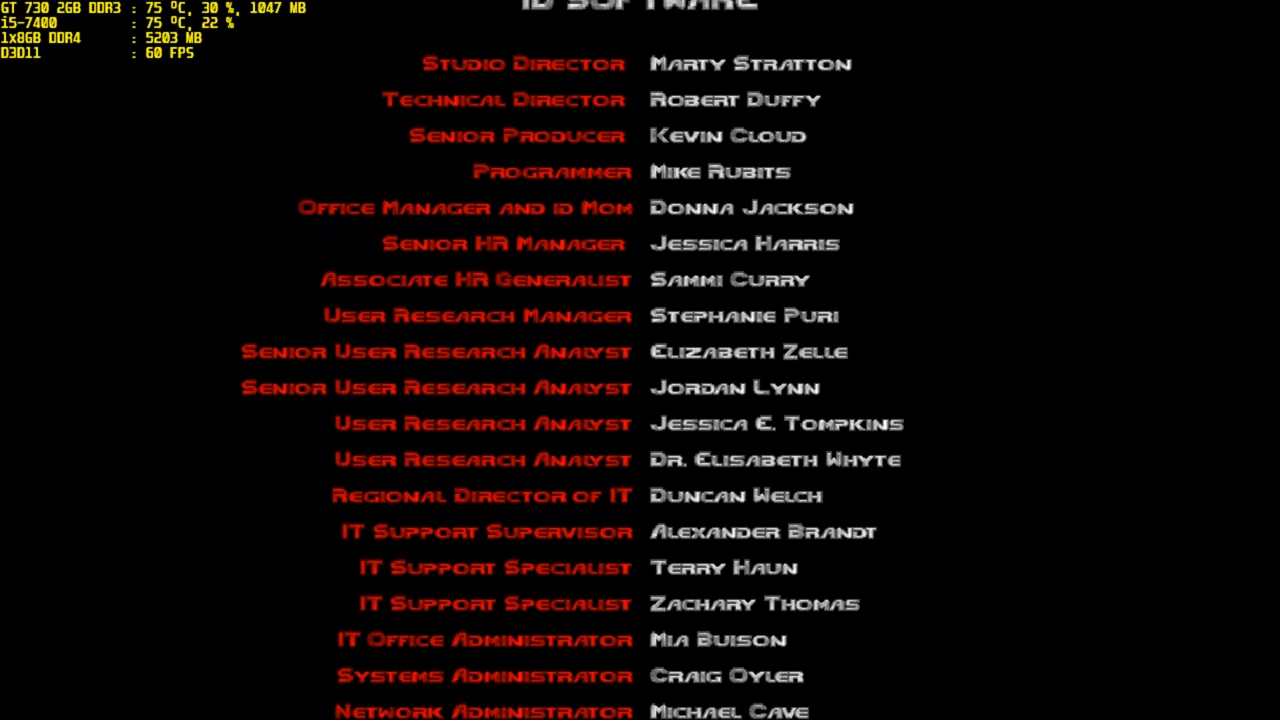 GT 730 2GB DDR3 : 75 ºC, 30 %, 1047 MB
i5-7400 : 75 ºC, 22 %
1x8GB DDR4 : 5203 MB
D3D11 : 60 FPS
id Software
Studio Director Marty Stratton
Technical Director Robert Duffy
Senior Producer Kevin Cloud
Programmer Mike Rubits
Office Manager and id Mom Donna Jackson
Senior HR Manager Jessica Harris
Associate HR Generalist Sammi Curry
User Research Manager Stephanie Puri
Senior User Research Analyst Elizabeth Zelle
Senior User Research Analyst Jordan Lynn
User Research Analyst Jessica E. Tompkins
User Research Analyst Dr. Elisabeth Whyte
Regional Director of IT Duncan Welch
IT Support Supervisor Alexander Brandt
IT Support Specialist Terry Haun
IT Support Specialist Zachary Thomas
IT Office Administrator Mia Buison
Systems Administrator Craig Oyler
Network Administrator Michael Cave